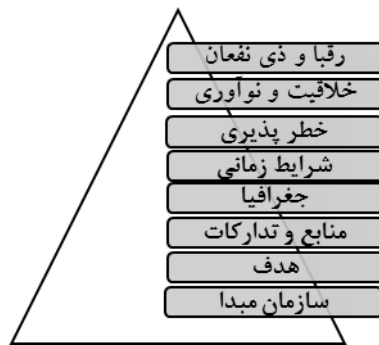 رقبا و ذی نفعان
خلاقیت و نوآوری
خطر پذیری
شرایط زمانی
جغرافیا
منابع و تدارکات
هدف
سازمان مبدا